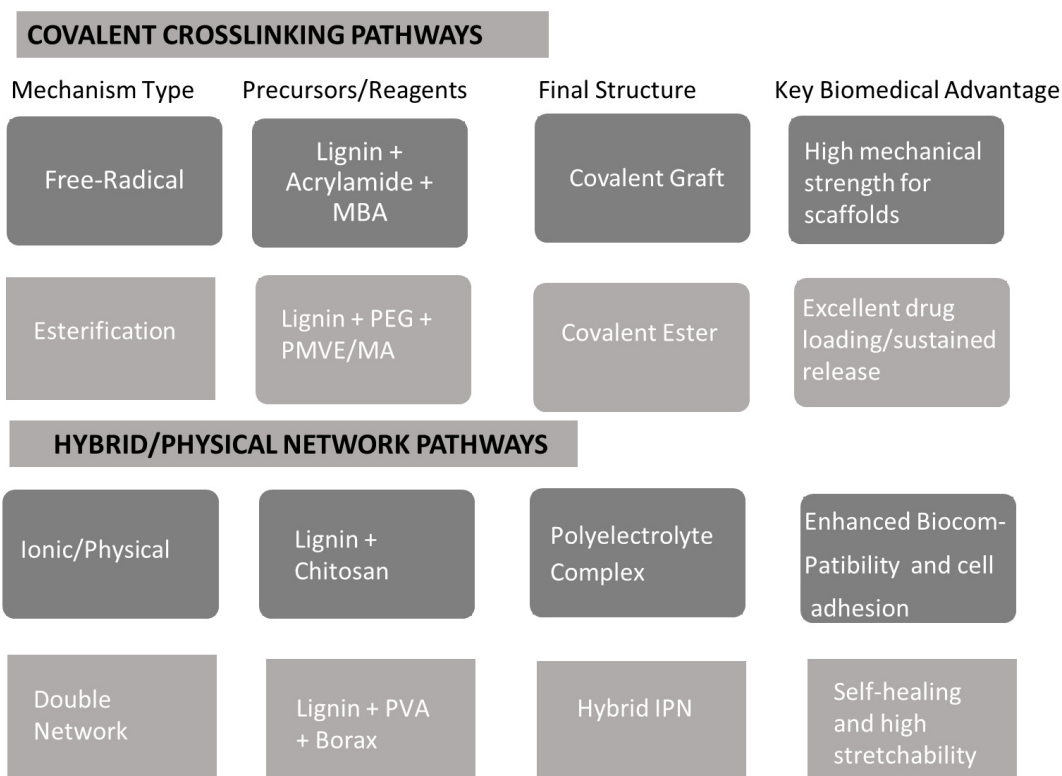 COVALENT CROSSLINKING PATHWAYS
Mechanism Type
Precursors/Reagents
Final Structure
Key Biomedical Advantage
Free-Radical
Lignin +
Acrylamide +
MBA
Covalent Graft
High mechanical
strength for
scaffolds
Esterification
Lignin + PEG +
PMVE/MA
Covalent Ester
Excellent drug
loading/sustained
release
HYBRID/PHYSICAL NETWORK PATHWAYS
Ionic/Physical
Lignin +
Chitosan
Polyelectrolyte
Complex
Enhanced Biocom-
Patibility and cell
adhesion
Double
Network
Lignin + PVA
+ Borax
Hybrid IPN
Self-healing
and high
stretchability